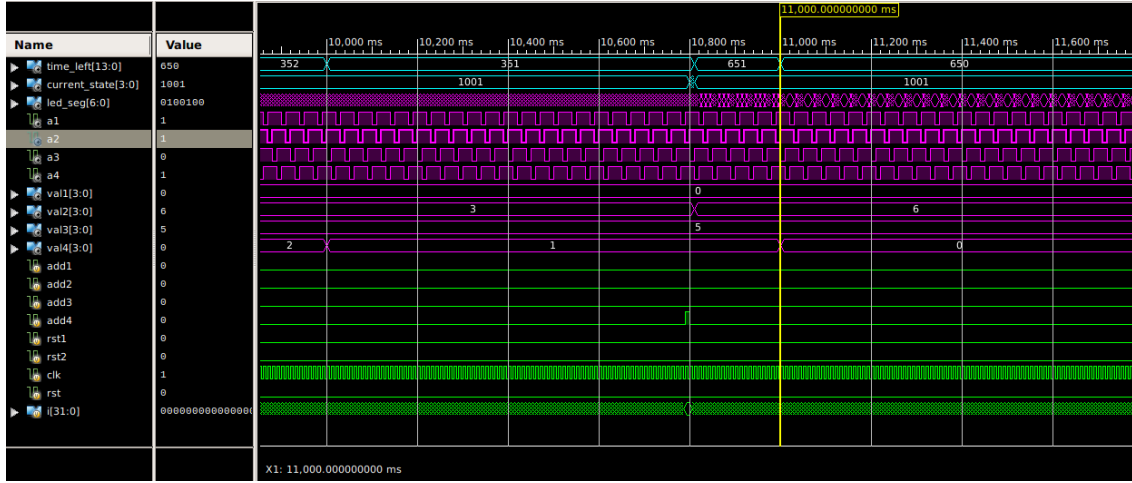 11,000.000000000 ms
Name Value 10,000 ms 10,200 ms 10,400 ms 10,600 ms 10,800 ms 11,000 ms 11,200 ms 11,400 ms 11,600 ms
time_left[13:0] 650 352 351 651 650
current_state[3:0] 1001 1001 1001
led_seg[6:0] 0100100
a1 1
a2 1
a3 0
a4 1
val1[3:0] 0 0
val2[3:0] 6 3 6
val3[3:0] 5 5
val4[3:0] 0 2 1 0
add1 0
add2 0
add3 0
add4 0
rst1 0
rst2 0
clk 1
rst 0
i[31:0]
X1: 11,000.000000000 ms